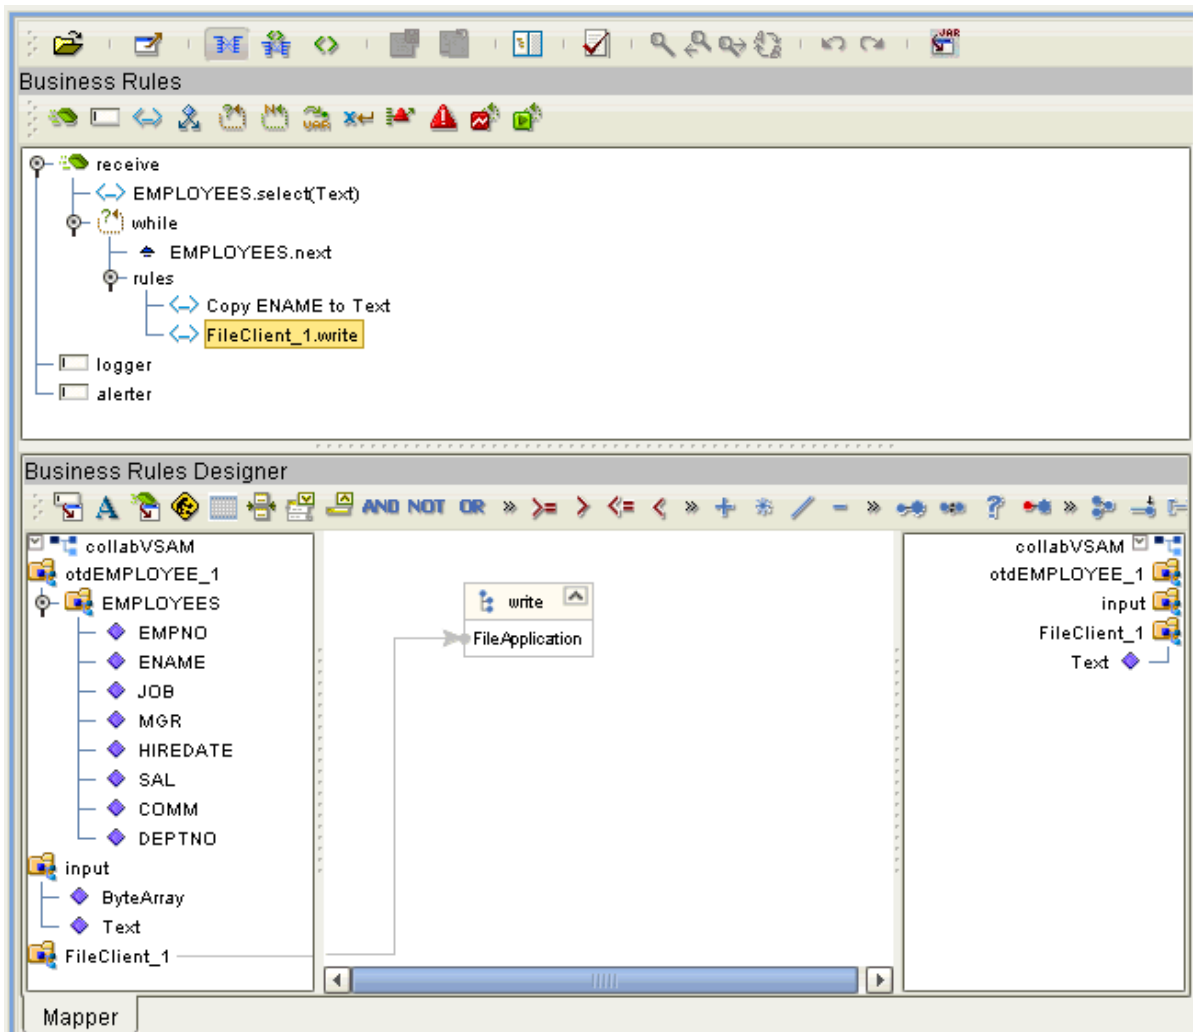 JAR
Business Rules
VAR
receive
EMPLOYEES.select(Text)
while
EMPLOYEES.next
rules
Copy ENAME to Text
FileClient_1.write
logger
alerter
Business Rules Designer
A AND NOT OR » >= > <= < » + * / - » ? »
collabVSAM
otdEMPLOYEE_1
EMPLOYEES
EMPNO
ENAME
JOB
MGR
HIREDATE
SAL
COMM
DEPTNO
input
ByteArray
Text
FileClient_1
write
FileApplication
collabVSAM
otdEMPLOYEE_1
input
FileClient_1
Text
Mapper